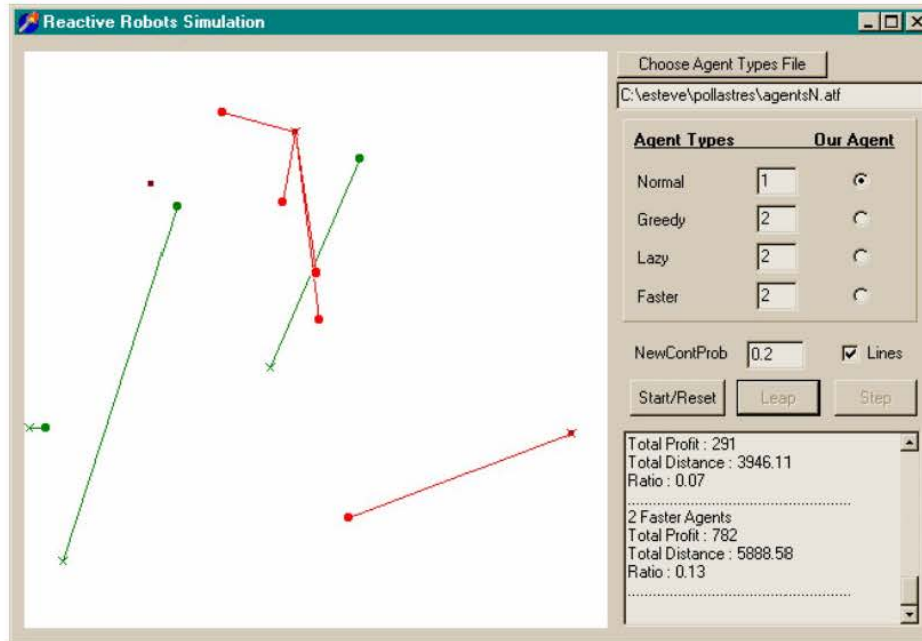 Reactive Robots Simulation
Choose Agent Types File
C:\esteve\pollastres\agentsN.atf
Agent Types Our Agent
Normal 1
Greedy 2
Lazy 2
Faster 2
NewContProb 0.2 Lines
Start/Reset Leap Step
Total Profit : 291
Total Distance : 3946.11
Ratio : 0.07
2 Faster Agents
Total Profit : 782
Total Distance : 5888.58
Ratio : 0.13